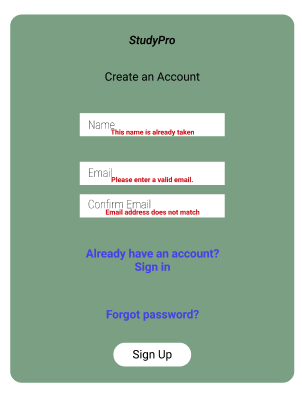 StudyPro
Create an Account
Name
This name is already taken
Email
Please enter a valid email.
Confirm Email
Email address does not match
Already have an account?
Sign in
Forgot password?
Sign Up